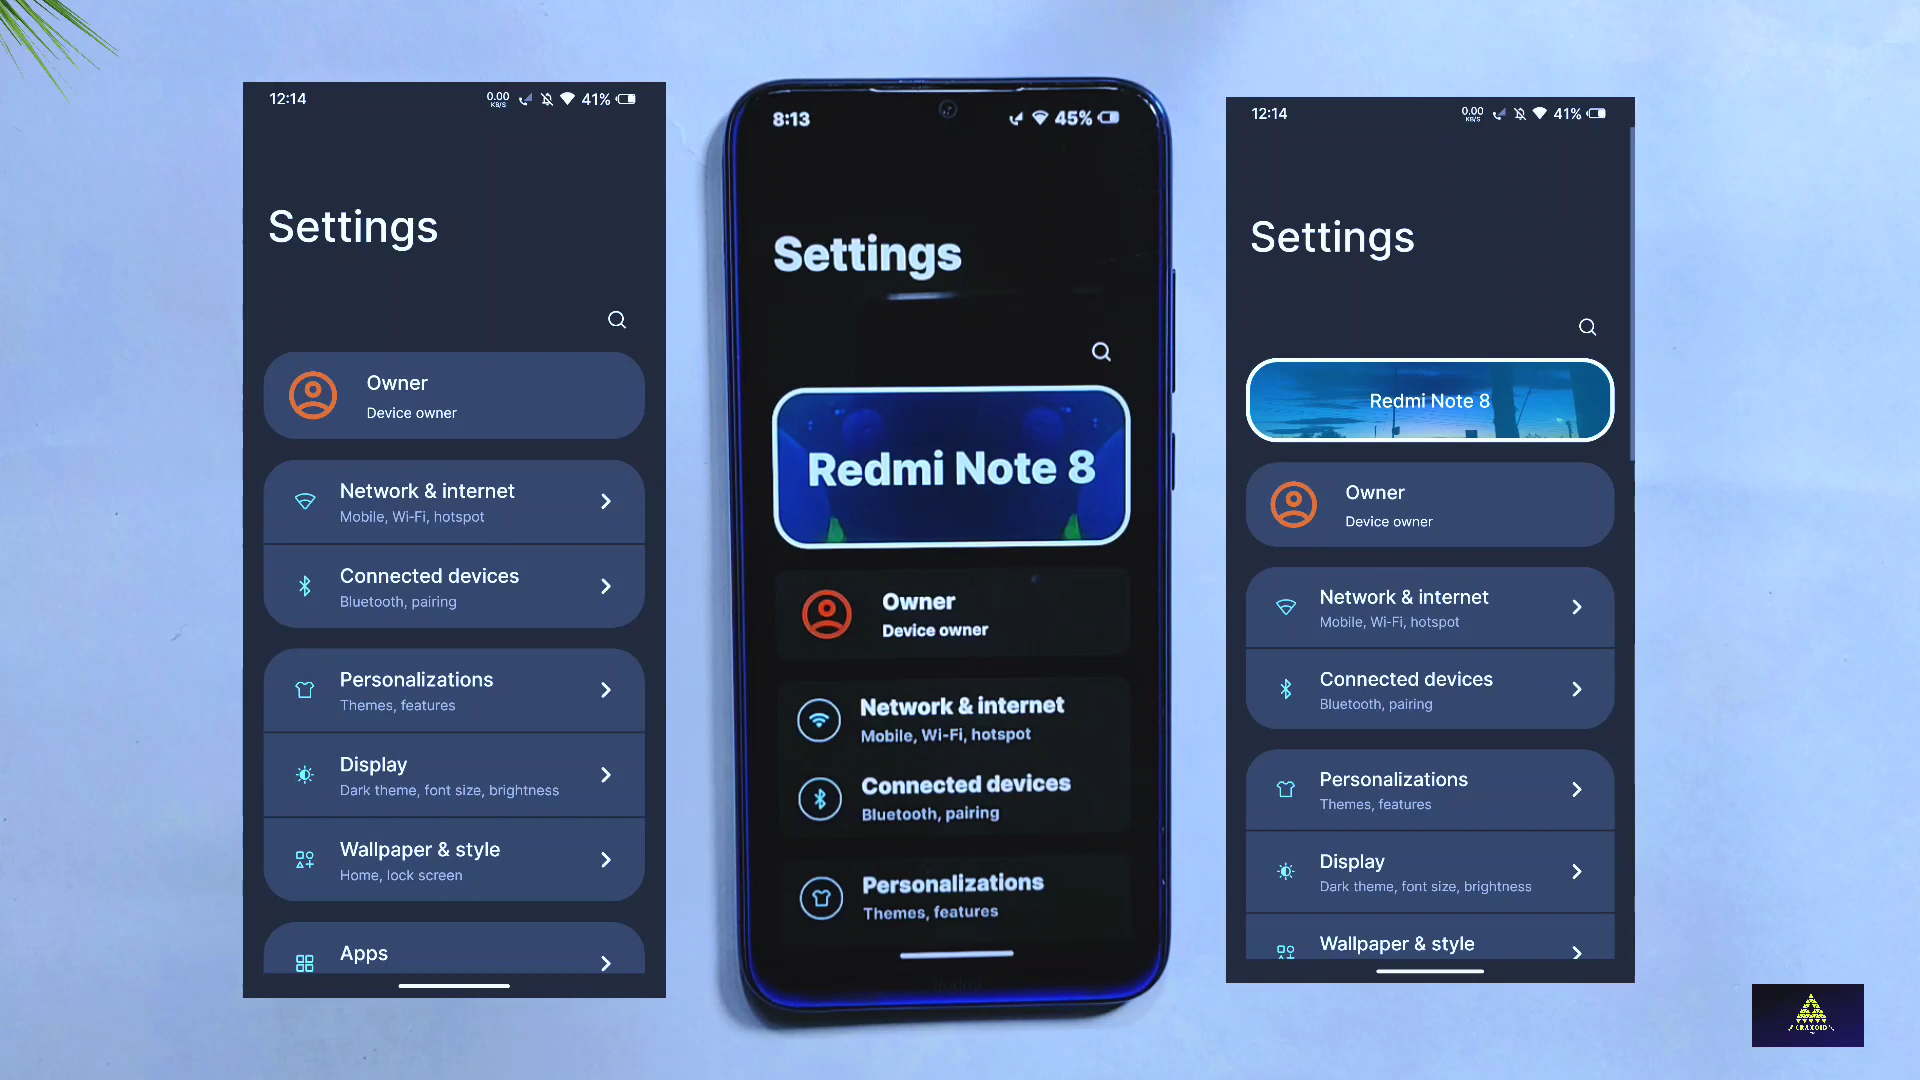 12:14
0.00
KB/S
41%
Settings
Owner
Device owner
Network & internet
Mobile, Wi-Fi, hotspot
Connected devices
Bluetooth, pairing
Personalizations
Themes, features
Display
Dark theme, font size, brightness
Wallpaper & style
Home, lock screen
Apps
8:13
45%
Settings
Redmi Note 8
Owner
Device owner
Network & internet
Mobile, Wi-Fi, hotspot
Connected devices
Bluetooth, pairing
Personalizations
Themes, features
Redmi
12:14
0.00
KB/S
41%
Settings
Redmi Note 8
Owner
Device owner
Network & internet
Mobile, Wi-Fi, hotspot
Connected devices
Bluetooth, pairing
Personalizations
Themes, features
Display
Dark theme, font size, brightness
Wallpaper & style
CRAXOID